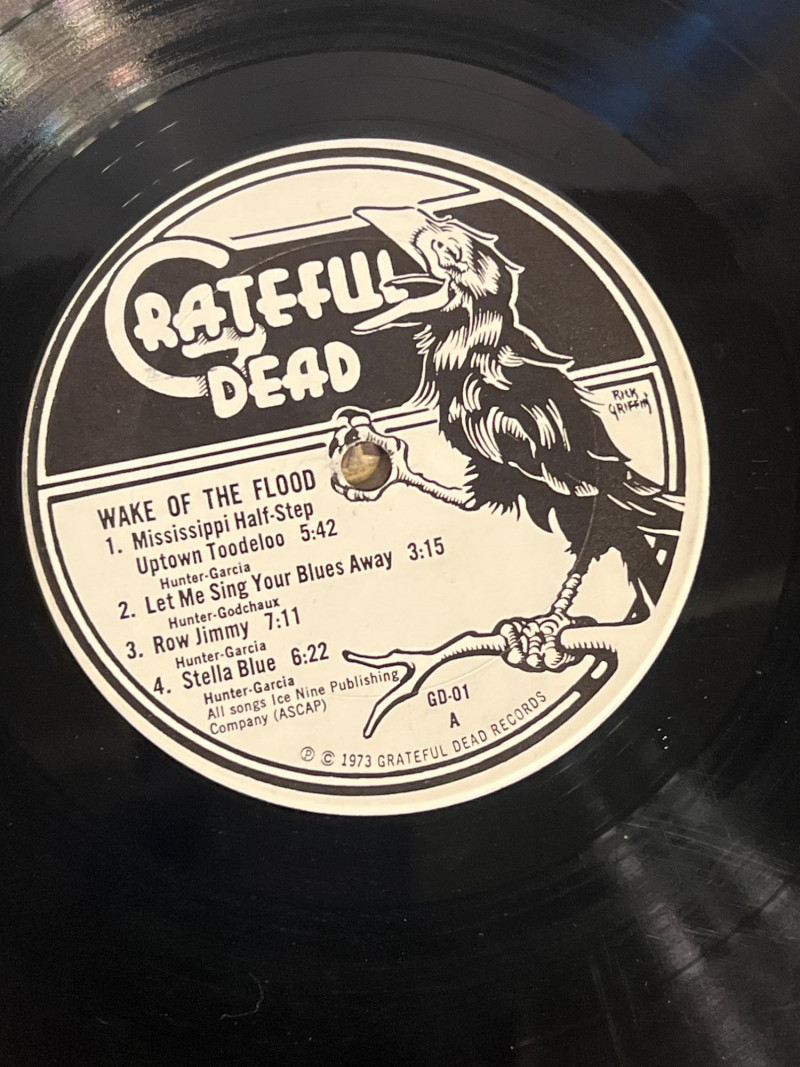 GRATEFUL
DEAD
RICK
GRIFFIN
WAKE OF THE FLOOD
1. Mississippi Half-Step
Uptown Toodeloo 5:42
Hunter-Garcia
2. Let Me Sing Your Blues Away 3:15
Hunter-Godchaux
3. Row Jimmy 7:11
Hunter-Garcia
4. Stella Blue 6:22
Hunter-Garcia
All songs Ice Nine Publishing
Company (ASCAP)
GD-01
A
℗ © 1973 GRATEFUL DEAD RECORDS